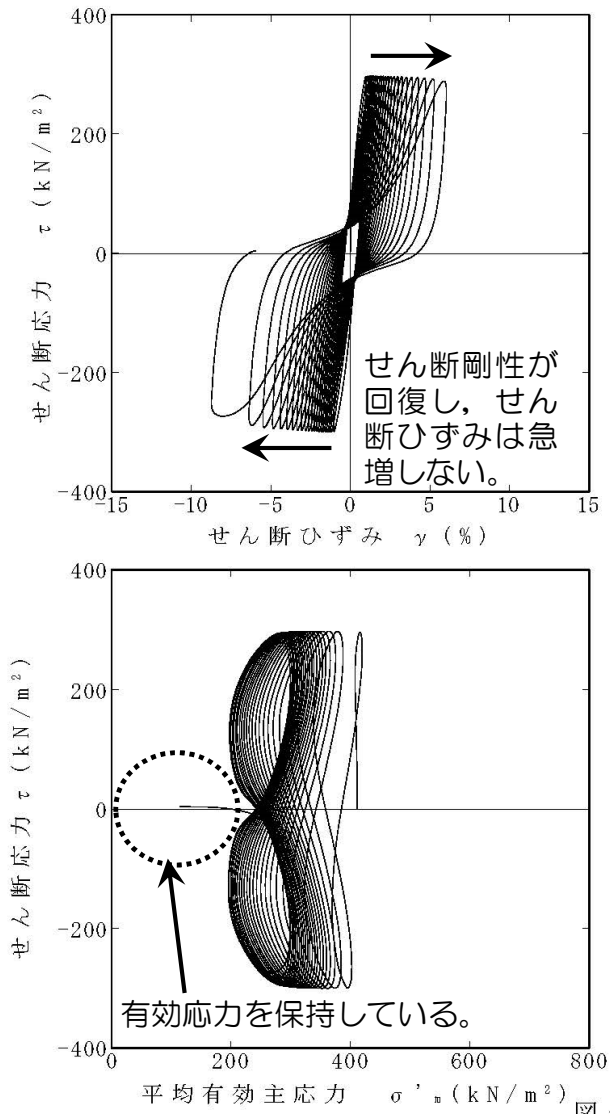 400
200
0
-200
-400
せん断応力 τ (kN/m²)
せん断剛性が
回復し，せん
断ひずみは急
増しない。
-15 -10 -5 0 5 10 15
せん断ひずみ γ (%)
400
200
0
-200
-400
せん断応力 τ (kN/m²)
有効応力を保持している。
0 200 400 600 800
平均有効主応力 σ'ₘ(kN/m²)
図